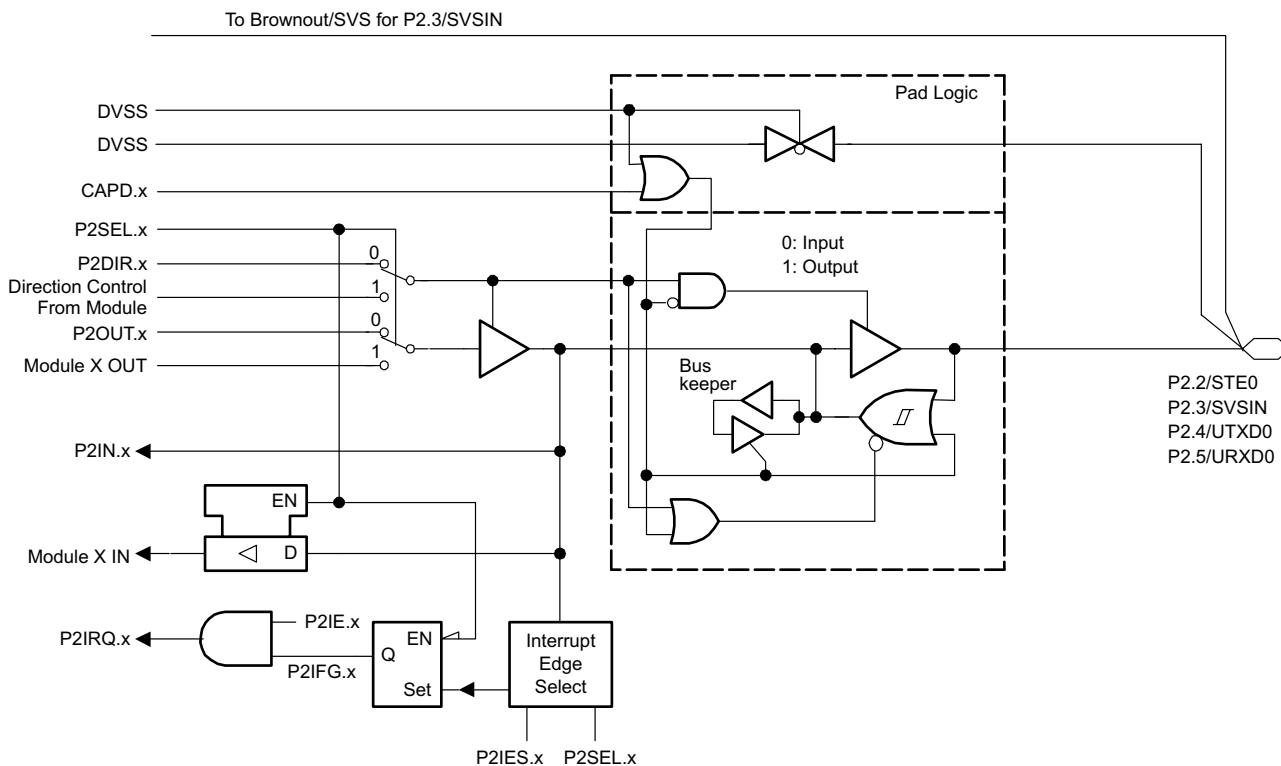 To Brownout/SVS for P2.3/SVSIN
Pad Logic
DVSS
DVSS
CAPD.x
P2SEL.x
0
P2DIR.x
1
Direction Control
From Module
0
P2OUT.x
1
Module X OUT
0: Input
1: Output
Bus
keeper
P2.2/STE0
P2.3/SVSIN
P2.4/UTXD0
P2.5/URXD0
P2IN.x
EN
D
Module X IN
P2IE.x
P2IRQ.x
P2IFG.x
EN
Q
Set
Interrupt
Edge
Select
P2IES.x
P2SEL.x